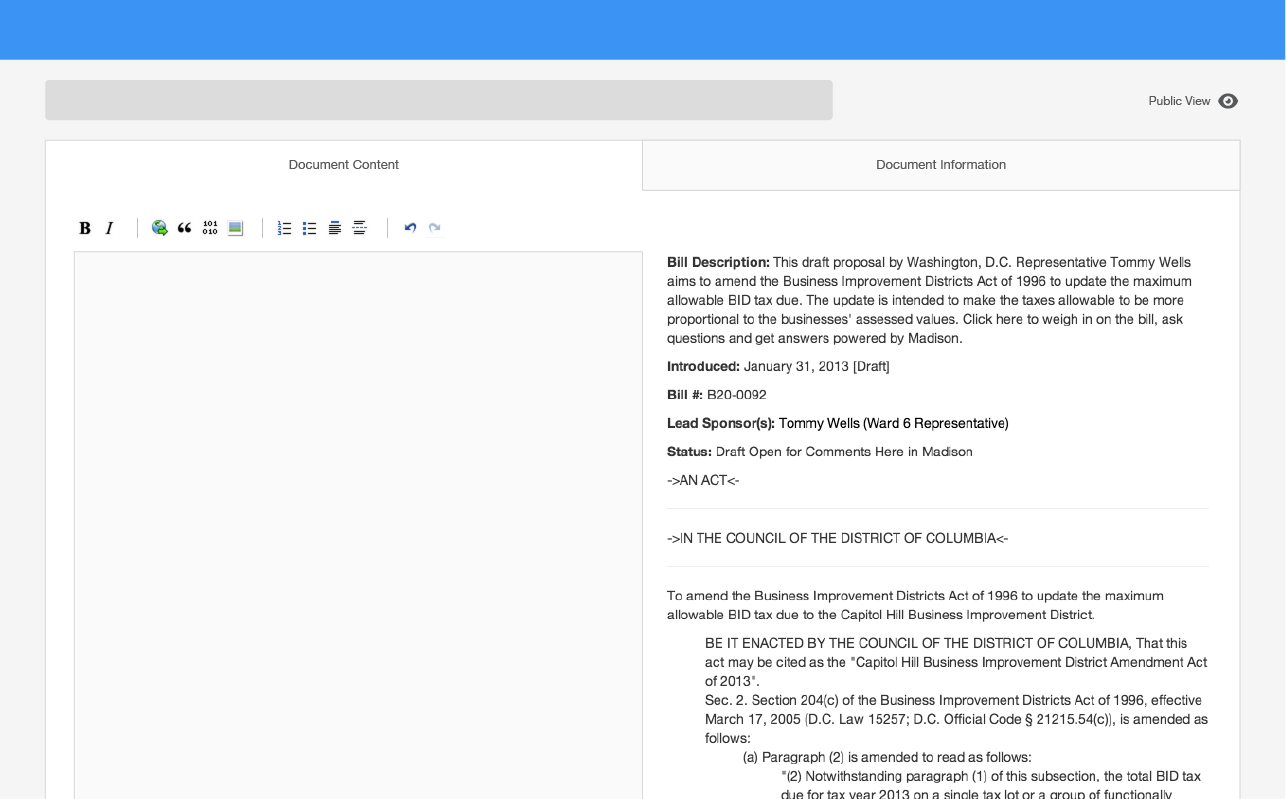 Public View
Document Content
Document Information
B I
101
010
Bill Description: This draft proposal by Washington, D.C. Representative Tommy Wells
aims to amend the Business Improvement Districts Act of 1996 to update the maximum
allowable BID tax due. The update is intended to make the taxes allowable to be more
proportional to the businesses' assessed values. Click here to weigh in on the bill, ask
questions and get answers powered by Madison.
Introduced: January 31, 2013 [Draft]
Bill #: B20-0092
Lead Sponsor(s): Tommy Wells (Ward 6 Representative)
Status: Draft Open for Comments Here in Madison
->AN ACT<-
->IN THE COUNCIL OF THE DISTRICT OF COLUMBIA<-
To amend the Business Improvement Districts Act of 1996 to update the maximum
allowable BID tax due to the Capitol Hill Business Improvement District.
BE IT ENACTED BY THE COUNCIL OF THE DISTRICT OF COLUMBIA, That this
act may be cited as the "Capitol Hill Business Improvement District Amendment Act
of 2013".
Sec. 2. Section 204(c) of the Business Improvement Districts Act of 1996, effective
March 17, 2005 (D.C. Law 15257; D.C. Official Code § 21215.54(c)), is amended as
follows:
(a) Paragraph (2) is amended to read as follows:
"(2) Notwithstanding paragraph (1) of this subsection, the total BID tax
due for tax year 2013 on a single tax lot or a group of functionally